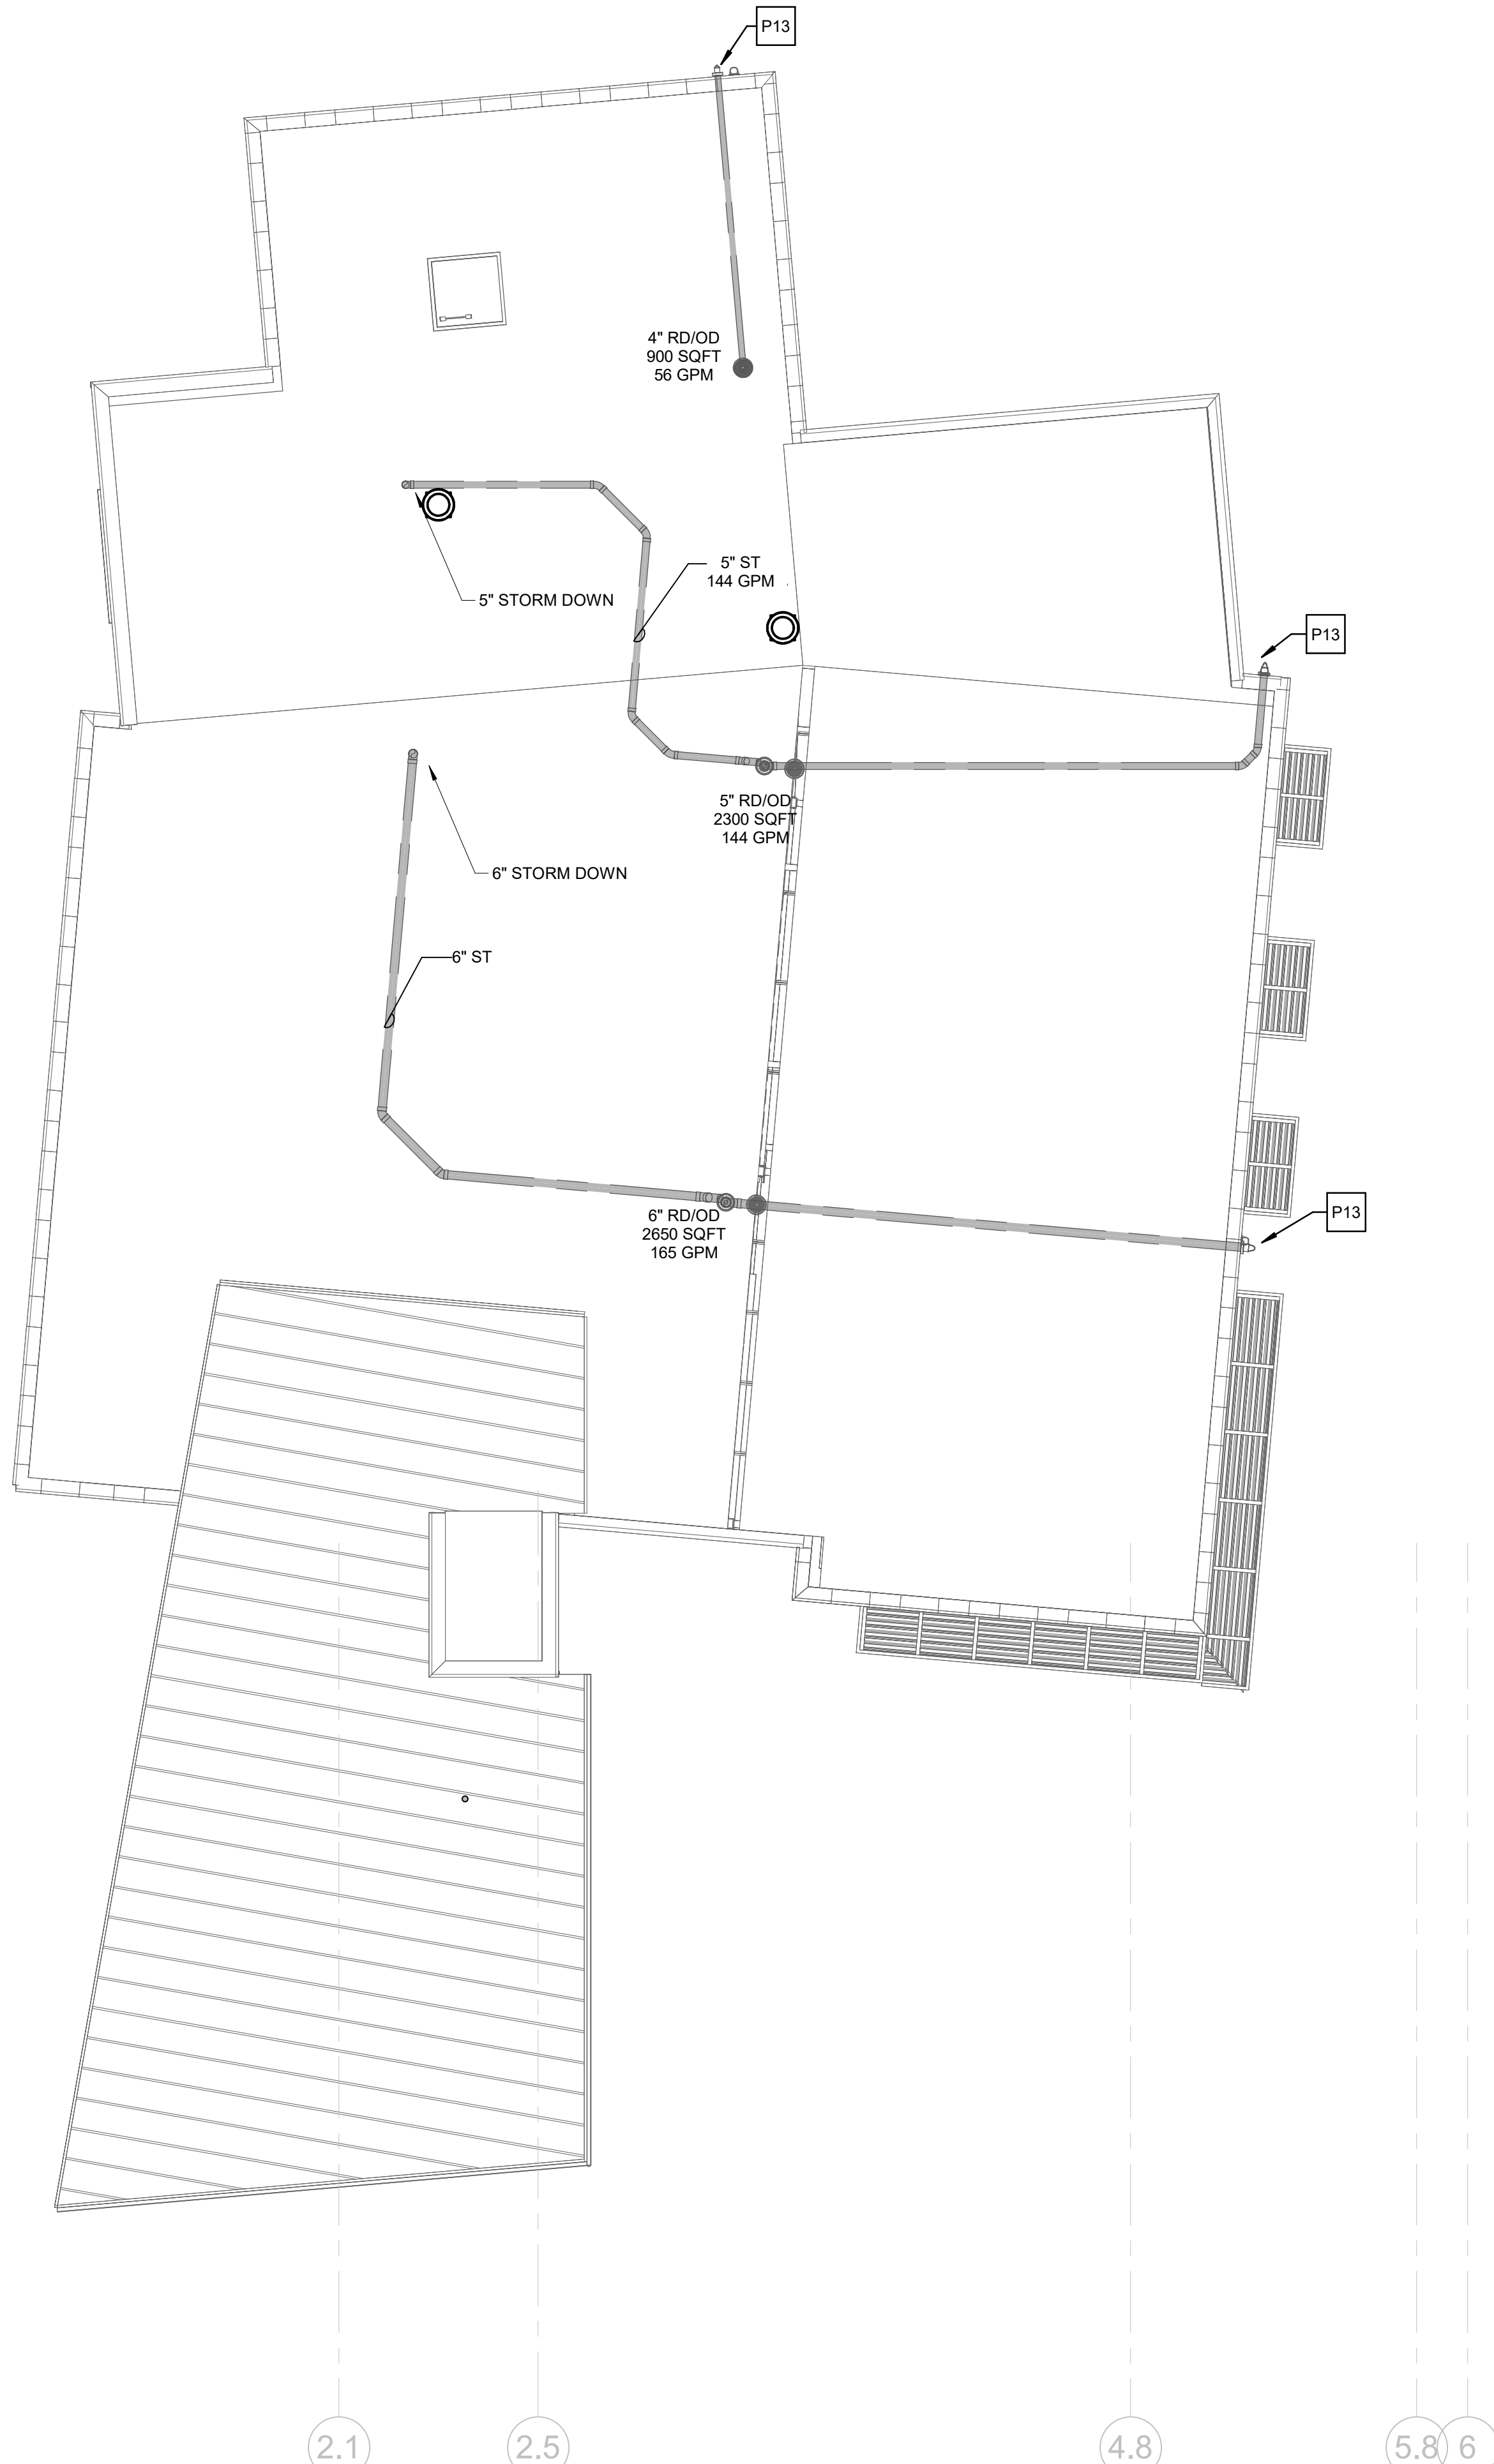 P13
4" RD/OD
900 SQFT
56 GPM
5" ST
144 GPM
5" STORM DOWN
P13
5" RD/OD
2300 SQFT
144 GPM
6" STORM DOWN
6" ST
P13
6" RD/OD
2650 SQFT
165 GPM
2.1
2.5
4.8
5.8
6